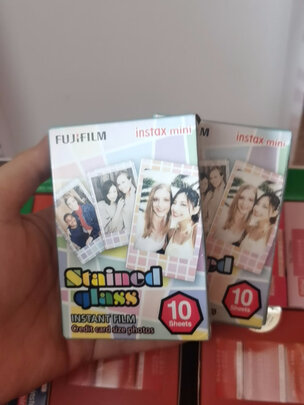 FUJIFILM
instax mini
Stained
glass
INSTANT FILM
Credit card size photos
10
Sheets
instax mini
10
Sheets